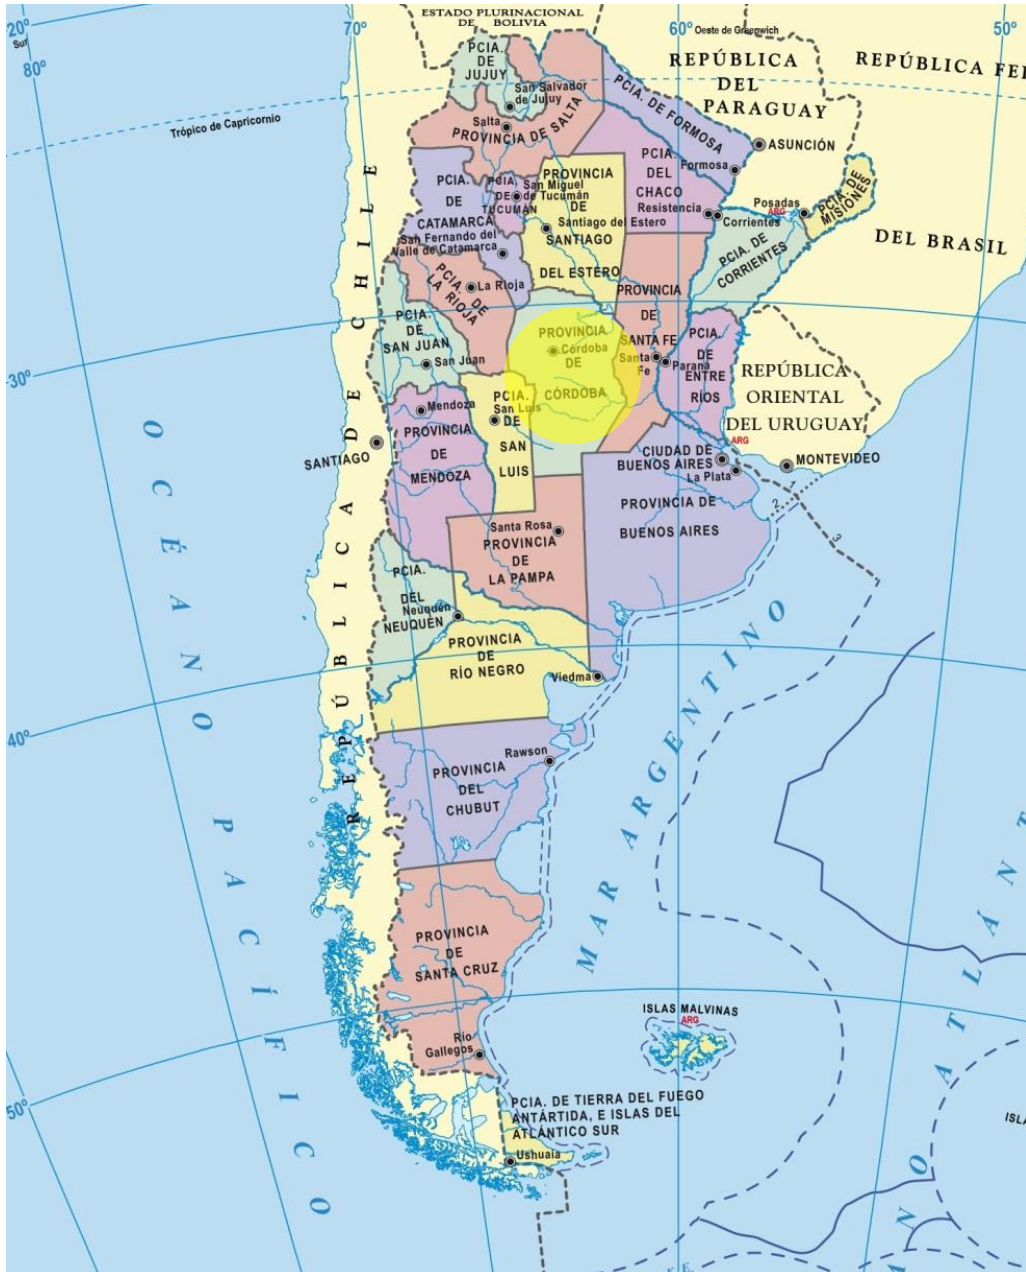 ESTADO PLURINACIONAL
DE BOLIVIA
20°
Sur
80°
70°
60°
Oeste de Greenwich
50°
REPÚBLICA
DEL
PARAGUAY
REPÚBLICA FE
DEL BRASIL
Trópico de Capricornio
PCIA.
DE
JUJUY
San Salvador
de Jujuy
Salta
PROVINCIA DE SALTA
PCIA. DE FORMOSA
Formosa
ASUNCIÓN
PCIA.
DEL
CHACO
Resistencia
Corrientes
Posadas
ARG
PCIA. DE
MISIONES
PCIA. DE
CORRIENTES
PCIA.
DE
CATAMARCA
San Fernando del
Valle de Catamarca
PCIA.
DE
TUCUMÁN
San Miguel
de Tucumán
PROVINCIA
DE
Santiago del Estero
SANTIAGO
DEL ESTERO
PCIA. DE
LA RIOJA
La Rioja
PCIA.
DE
SAN JUAN
San Juan
PROVINCIA
Córdoba
DE
CÓRDOBA
PROVINCIA
DE
SANTA FE
Santa
Fe
Paraná
PCIA.
DE
ENTRE
RÍOS
REPÚBLICA
ORIENTAL
DEL URUGUAY
ARG
MONTEVIDEO
30°
Mendoza
PROVINCIA
DE
MENDOZA
SANTIAGO
PCIA.
San Luis
DE
SAN
LUIS
CIUDAD DE
BUENOS AIRES
La Plata
1
2
3
PROVINCIA DE
BUENOS AIRES
Santa Rosa
PROVINCIA
DE
LA PAMPA
PCIA.
DEL
Neuquén
NEUQUÉN
PROVINCIA
DE
RÍO NEGRO
Viedma
40°
PROVINCIA
DEL
CHUBUT
Rawson
PROVINCIA
DE
SANTA CRUZ
Río
Gallegos
ISLAS MALVINAS
ARG
PCIA. DE TIERRA DEL FUEGO
ANTÁRTIDA, E ISLAS DEL
ATLÁNTICO SUR
Ushuaia
50°
ISL
REPÚBLICA DE CHILE
OCÉANO PACÍFICO
MAR ARGENTINO
NO ATLÁNT